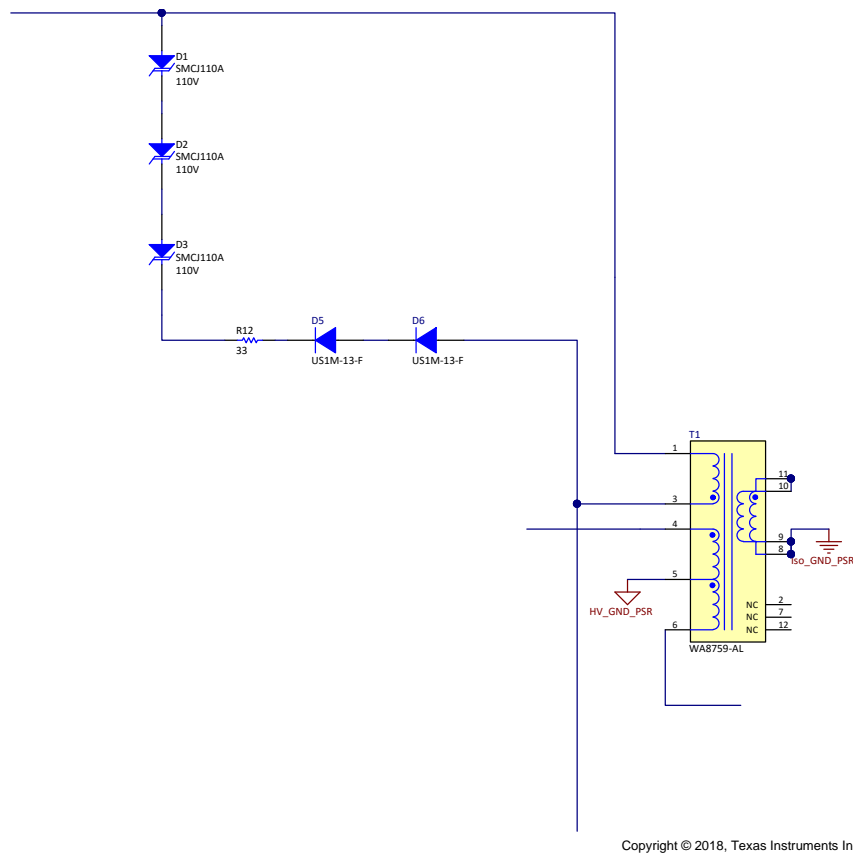 D1
SMCJ110A
110V
D2
SMCJ110A
110V
D3
SMCJ110A
110V
R12
33
D5
US1M-13-F
D6
US1M-13-F
T1
1
3
4
5
6
11
10
9
8
NC 2
NC 7
NC 12
WA8759-AL
HV_GND_PSR
Iso_GND_PSR
Copyright © 2018, Texas Instruments In